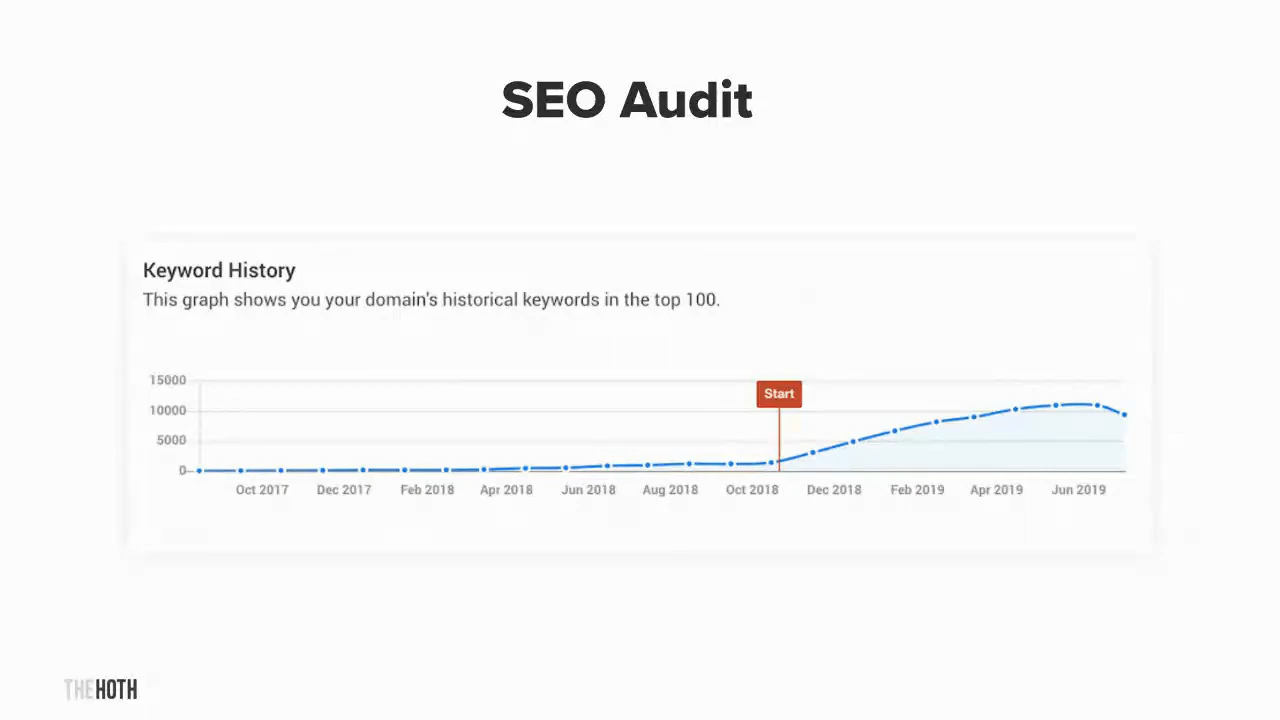 SEO Audit
Keyword History
This graph shows you your domain's historical keywords in the top 100.
15000
10000
5000
0
Start
Oct 2017 Dec 2017 Feb 2018 Apr 2018 Jun 2018 Aug 2018 Oct 2018 Dec 2018 Feb 2019 Apr 2019 Jun 2019
THEHOTH